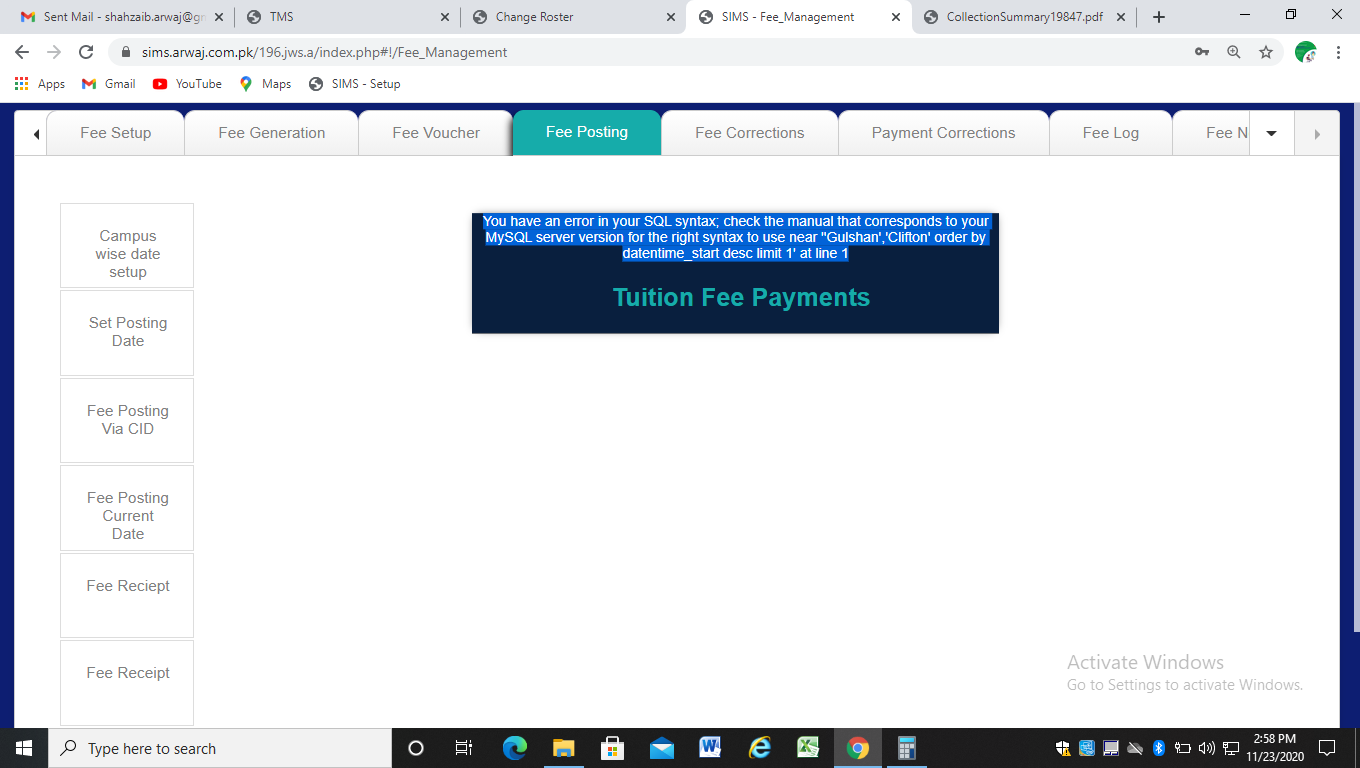 Sent Mail - shahzaib.arwaj@gm
TMS
Change Roster
SIMS - Fee_Management
CollectionSummary19847.pdf
sims.arwaj.com.pk/196.jws.a/index.php#!/Fee_Management
Apps
Gmail
YouTube
Maps
SIMS - Setup
Fee Setup
Fee Generation
Fee Voucher
Fee Posting
Fee Corrections
Payment Corrections
Fee Log
Fee N
Campus
wise date
setup
Set Posting
Date
Fee Posting
Via CID
Fee Posting
Current
Date
Fee Reciept
Fee Receipt
You have an error in your SQL syntax; check the manual that corresponds to your
MySQL server version for the right syntax to use near ''Gulshan','Clifton' order by
datentime_start desc limit 1' at line 1
Tuition Fee Payments
Activate Windows
Go to Settings to activate Windows.
Type here to search
2:58 PM
11/23/2020